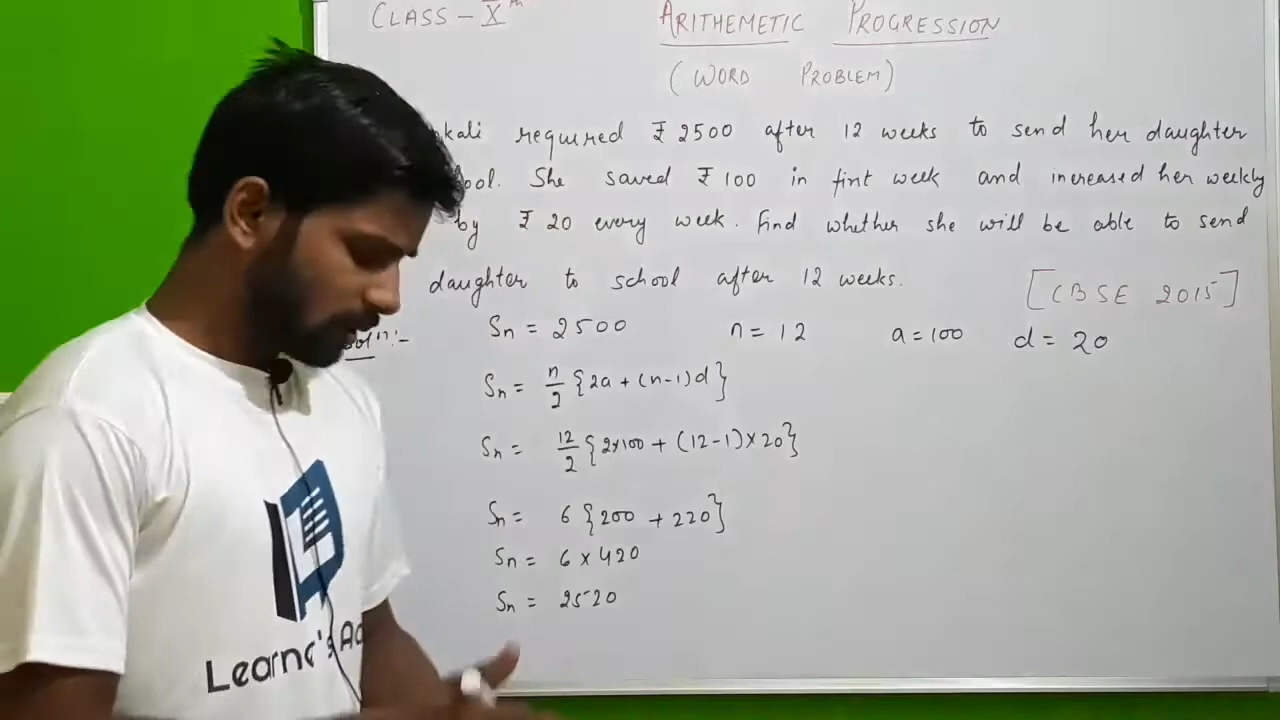 CLASS - Xth
ARITHEMETIC PROGRESSION
(WORD PROBLEM)
required ₹ 2500 after 12 weeks to send her daughter
She saved ₹ 100 in first week and increased her weekly
by ₹ 20 every week. Find whether she will be able to send
daughter to school after 12 weeks.
[CBSE 2015]
Sn = 2500 n = 12 a = 100 d = 20
Sn = n/2 {2a + (n-1)d}
Sn = 12/2 {2×100 + (12-1)×20}
Sn = 6 {200 + 220}
Sn = 6 × 420
Sn = 2520